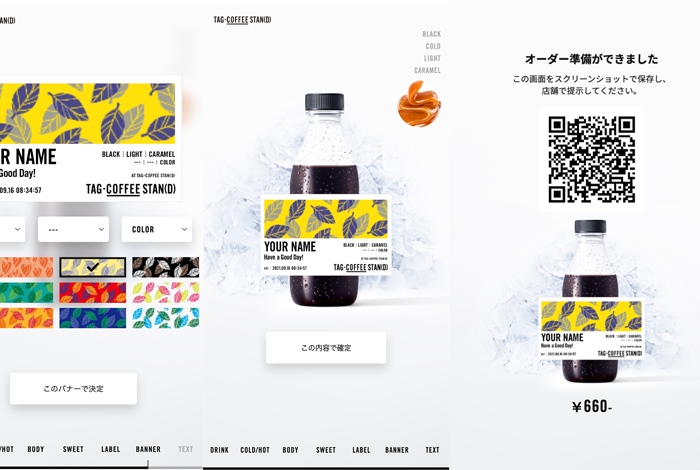 AN(D)
R NAME
Good Day!
09.16 08:34:57
BLACK | LIGHT | CARAMEL
--- | --- | COLOR
AT TAG-COFFEE STAN(D)
TAG-COFFEE STAN(D)
---
COLOR
このバナーで決定
/HOT BODY SWEET LABEL BANNER TEXT
TAG-COFFEE STAN(D)
BLACK
COLD
LIGHT
CARAMEL
YOUR NAME
Have a Good Day!
2021.09.16 08:34:57
BLACK | LIGHT | CARAMEL
--- | --- | COLOR
AT TAG-COFFEE STAN(D)
TAG-COFFEE STAN(D)
この内容で確定
DRINK COLD/HOT BODY SWEET LABEL BANNER TEXT
オーダー準備ができました
この画面をスクリーンショットで保存し、
店舗で提示してください。
YOUR NAME
Have a Good Day!
2021.09.16 08:34:57
BLACK | LIGHT | CARAMEL
TAG-COFFEE STAN(D)
￥660-